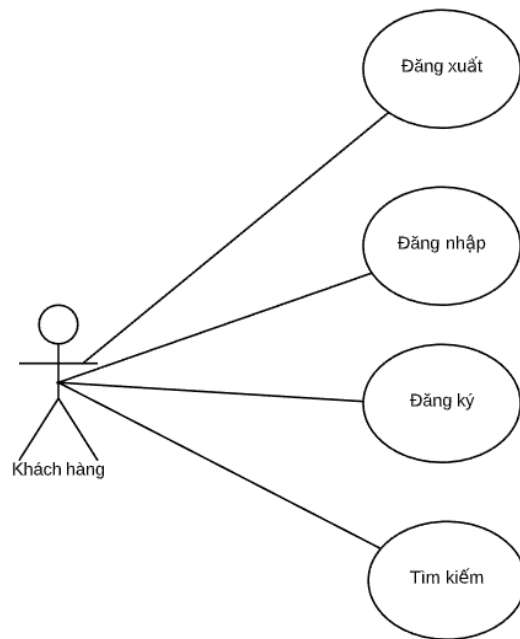 Đăng xuất
Đăng nhập
Đăng ký
Khách hàng
Tìm kiếm